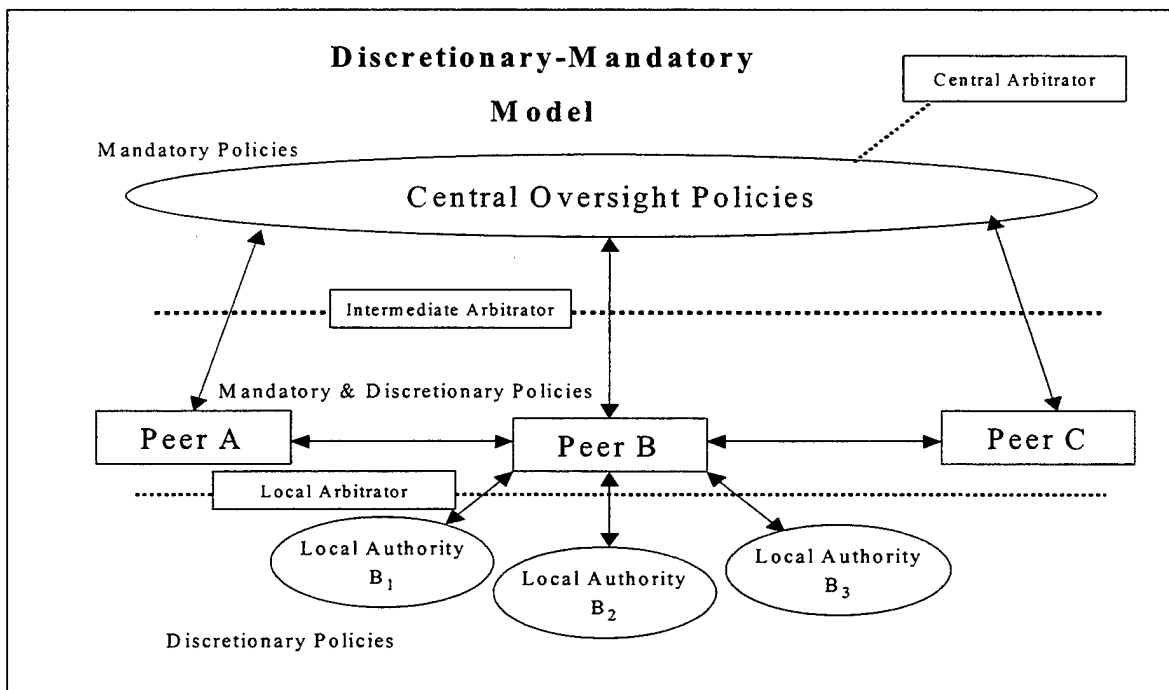 Discretionary-Mandatory
Model
Central Arbitrator
Mandatory Policies
Central Oversight Policies
Intermediate Arbitrator
Mandatory & Discretionary Policies
Peer A
Peer B
Peer C
Local Arbitrator
Local Authority
B1
Local Authority
B2
Local Authority
B3
Discretionary Policies